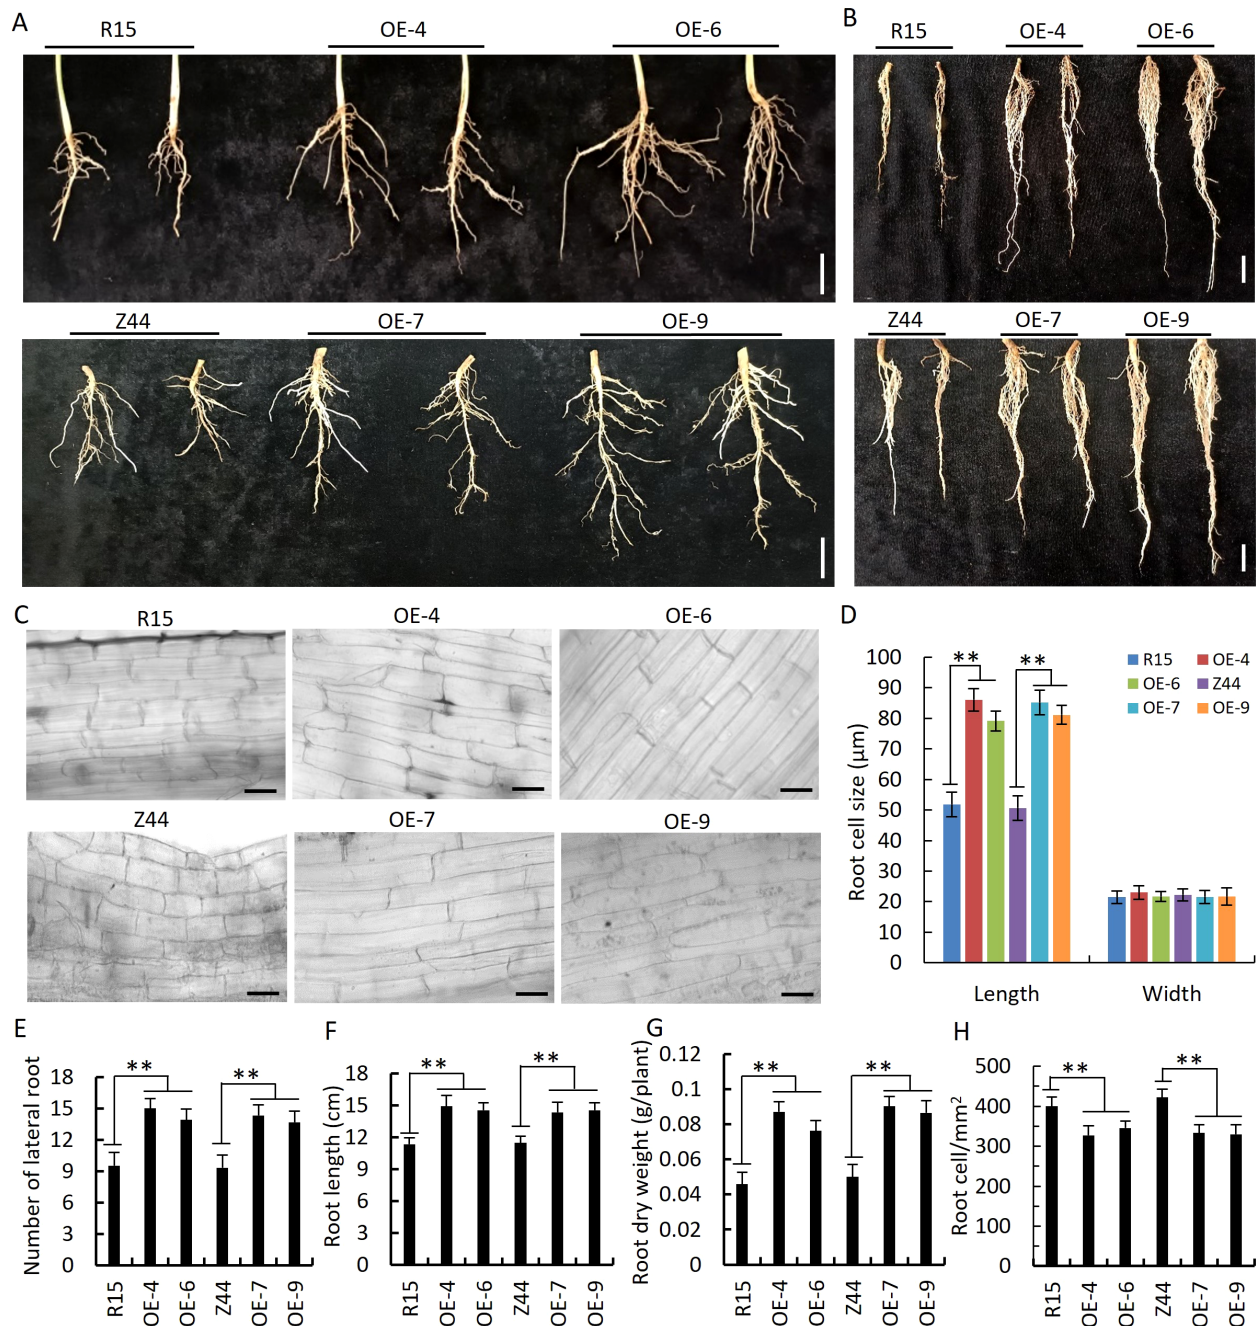 A
R15 OE-4 OE-6
B
R15 OE-4 OE-6
Z44 OE-7 OE-9
Z44 OE-7 OE-9
C
R15 OE-4 OE-6
Z44 OE-7 OE-9
D
Root cell size (μm)
100
90
80
70
60
50
40
30
20
10
0
** **
R15 OE-4
OE-6 Z44
OE-7 OE-9
Length Width
E
Number of lateral root
18
15
12
9
6
3
0
** **
R15 OE-4 OE-6 Z44 OE-7 OE-9
F
Root length (cm)
18
15
12
9
6
3
0
** **
R15 OE-4 OE-6 Z44 OE-7 OE-9
G
Root dry weight (g/plant)
0.12
0.1
0.08
0.06
0.04
0.02
0
** **
R15 OE-4 OE-6 Z44 OE-7 OE-9
H
Root cell/mm²
500
400
300
200
100
0
** **
R15 OE-4 OE-6 Z44 OE-7 OE-9